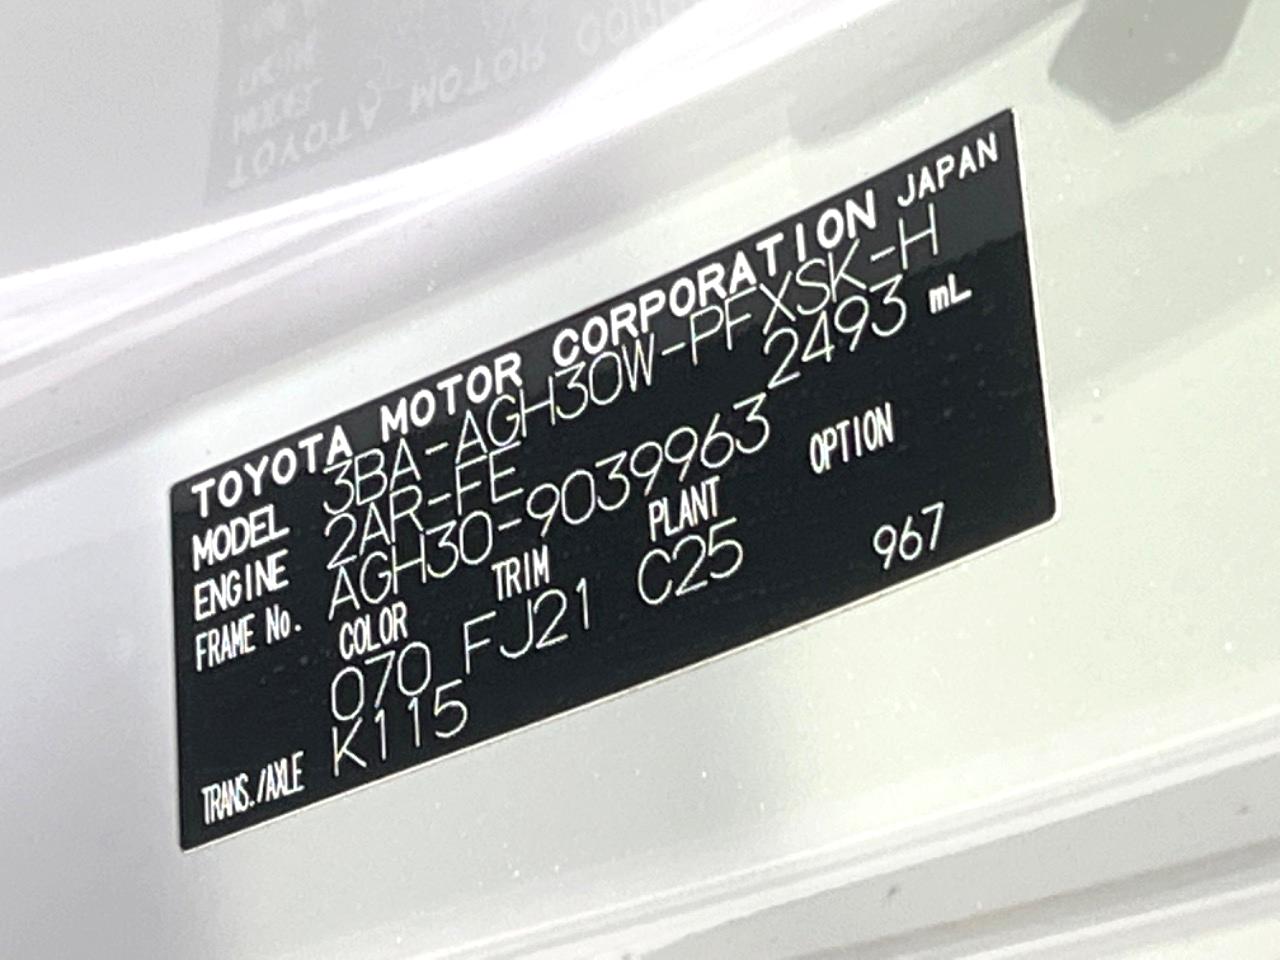 TOYOTA MOTOR CORPORATION JAPAN
MODEL 3BA-AGH30W-PFXSK-H
ENGINE 2AR-FE 2493 mL
FRAME No. AGH30-9039963
COLOR TRIM PLANT OPTION
070 FJ21 C25 967
TRANS./AXLE K115